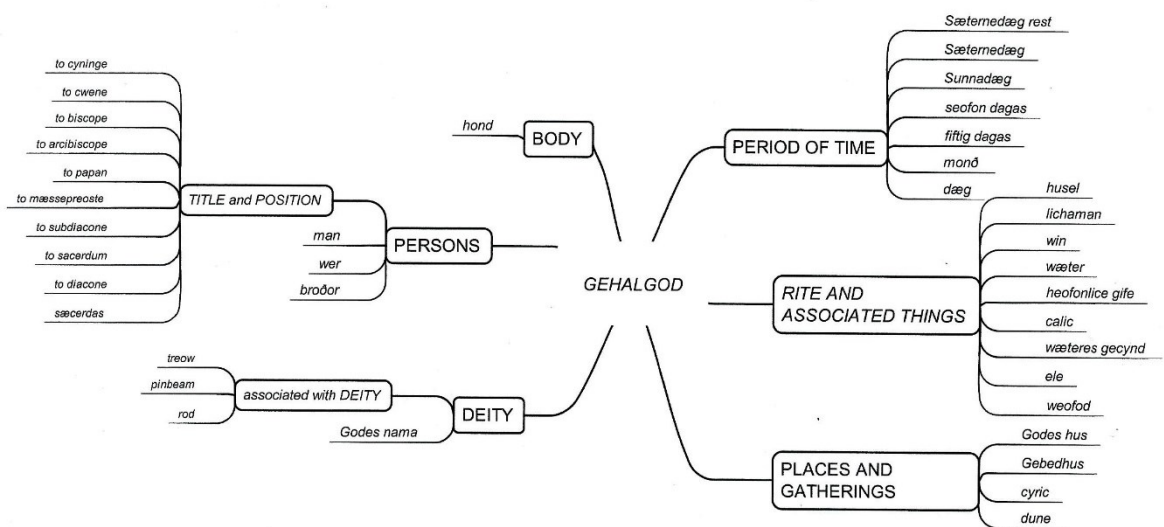 GEHALGOD
BODY
hond
PERSONS
TITLE and POSITION
to cyninge
to cwene
to biscope
to arcibiscope
to papan
to mæssepreoste
to subdiacone
to sacerdum
to diacone
sæcerdas
man
wer
broðor
DEITY
associated with DEITY
treow
pinbeam
rod
Godes nama
PERIOD OF TIME
Sæternedæg rest
Sæternedæg
Sunnadæg
seofon dagas
fiftig dagas
monð
dæg
RITE AND
ASSOCIATED THINGS
husel
lichaman
win
wæter
heofonlice gife
calic
wæteres gecynd
ele
weofod
PLACES AND
GATHERINGS
Godes hus
Gebedhus
cyric
dune